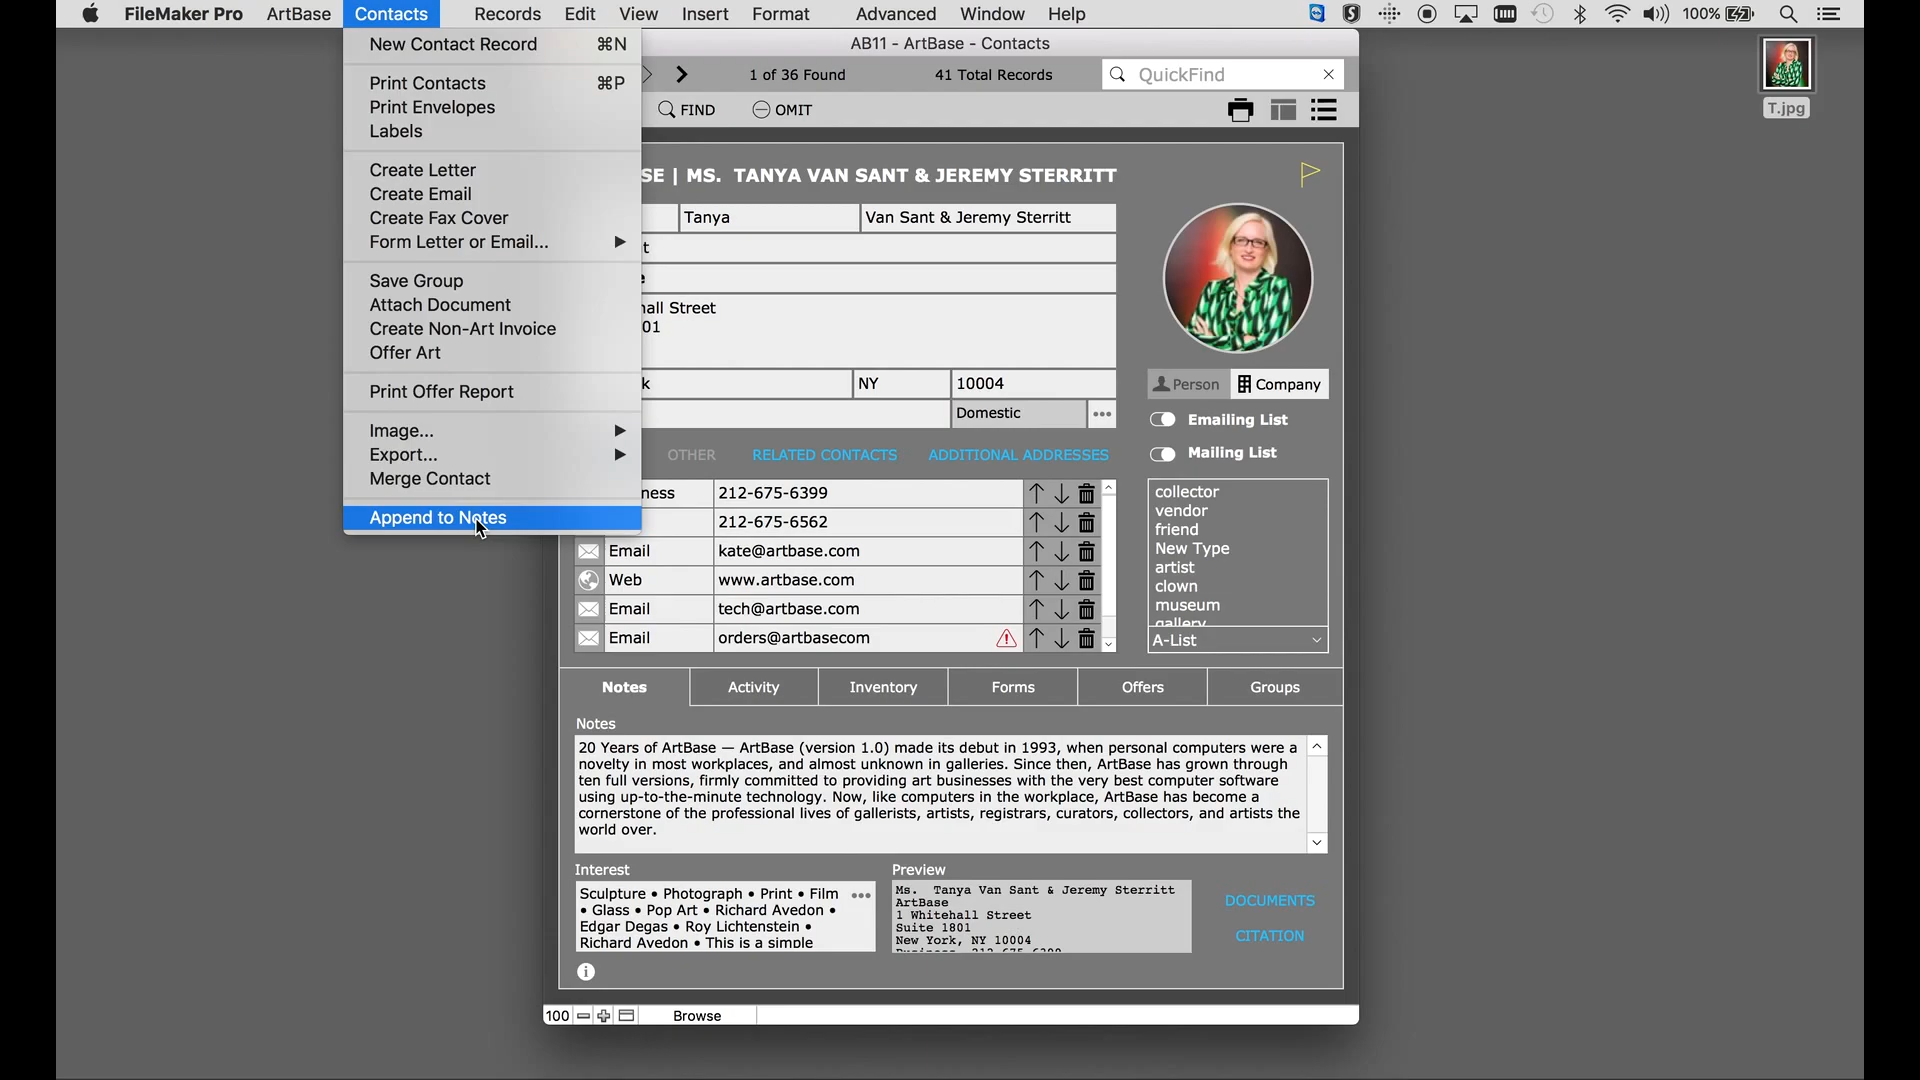 FileMaker Pro ArtBase Contacts Records Edit View Insert Format Advanced Window Help 100%
New Contact Record ⌘N
Print Contacts ⌘P
Print Envelopes
Labels
Create Letter
Create Email
Create Fax Cover
Form Letter or Email...
Save Group
Attach Document
Create Non-Art Invoice
Offer Art
Print Offer Report
Image...
Export...
Merge Contact
Append to Notes
AB11 - ArtBase - Contacts
1 of 36 Found 41 Total Records QuickFind
FIND OMIT
T.jpg
SE | MS. TANYA VAN SANT & JEREMY STERRITT
Tanya Van Sant & Jeremy Sterritt
t
hall Street
01
k NY 10004
Domestic
Person Company
Emailing List
Mailing List
OTHER RELATED CONTACTS ADDITIONAL ADDRESSES
ness 212-675-6399
212-675-6562
Email kate@artbase.com
Web www.artbase.com
Email tech@artbase.com
Email orders@artbasecom
collector
vendor
friend
New Type
artist
clown
museum
gallery
A-List
Notes Activity Inventory Forms Offers Groups
Notes
20 Years of ArtBase — ArtBase (version 1.0) made its debut in 1993, when personal computers were a
novelty in most workplaces, and almost unknown in galleries. Since then, ArtBase has grown through
ten full versions, firmly committed to providing art businesses with the very best computer software
using up-to-the-minute technology. Now, like computers in the workplace, ArtBase has become a
cornerstone of the professional lives of gallerists, artists, registrars, curators, collectors, and artists the
world over.
Interest
Sculpture • Photograph • Print • Film
• Glass • Pop Art • Richard Avedon •
Edgar Degas • Roy Lichtenstein •
Richard Avedon • This is a simple
Preview
Ms. Tanya Van Sant & Jeremy Sterritt
ArtBase
1 Whitehall Street
Suite 1801
New York, NY 10004
Business 212-675-6399
DOCUMENTS
CITATION
100 Browse